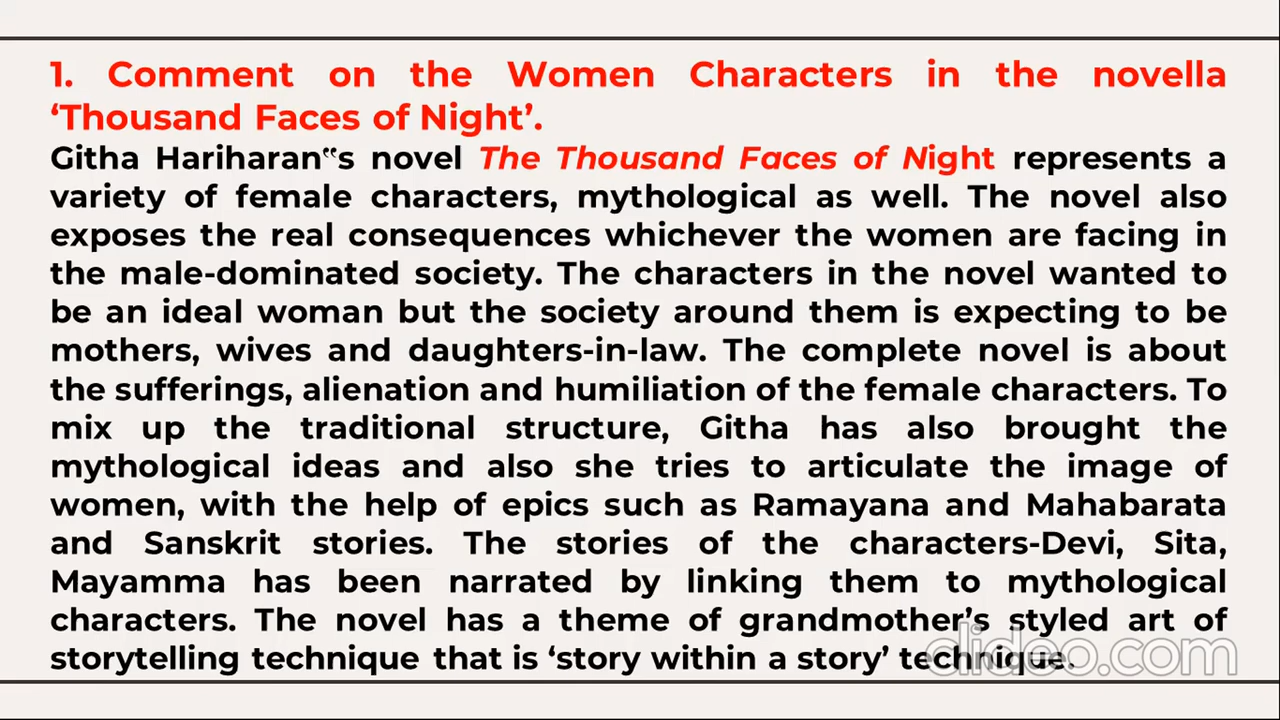 1. Comment on the Women Characters in the novella
‘Thousand Faces of Night’.
Githa Hariharan‟s novel The Thousand Faces of Night represents a
variety of female characters, mythological as well. The novel also
exposes the real consequences whichever the women are facing in
the male-dominated society. The characters in the novel wanted to
be an ideal woman but the society around them is expecting to be
mothers, wives and daughters-in-law. The complete novel is about
the sufferings, alienation and humiliation of the female characters. To
mix up the traditional structure, Githa has also brought the
mythological ideas and also she tries to articulate the image of
women, with the help of epics such as Ramayana and Mahabarata
and Sanskrit stories. The stories of the characters-Devi, Sita,
Mayamma has been narrated by linking them to mythological
characters. The novel has a theme of grandmother’s styled art of
storytelling technique that is ‘story within a story’ technique.
clideo.com